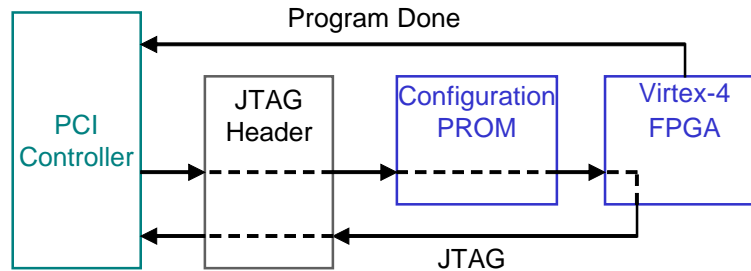 Program Done
PCI
Controller
JTAG
Header
Configuration
PROM
Virtex-4
FPGA
JTAG